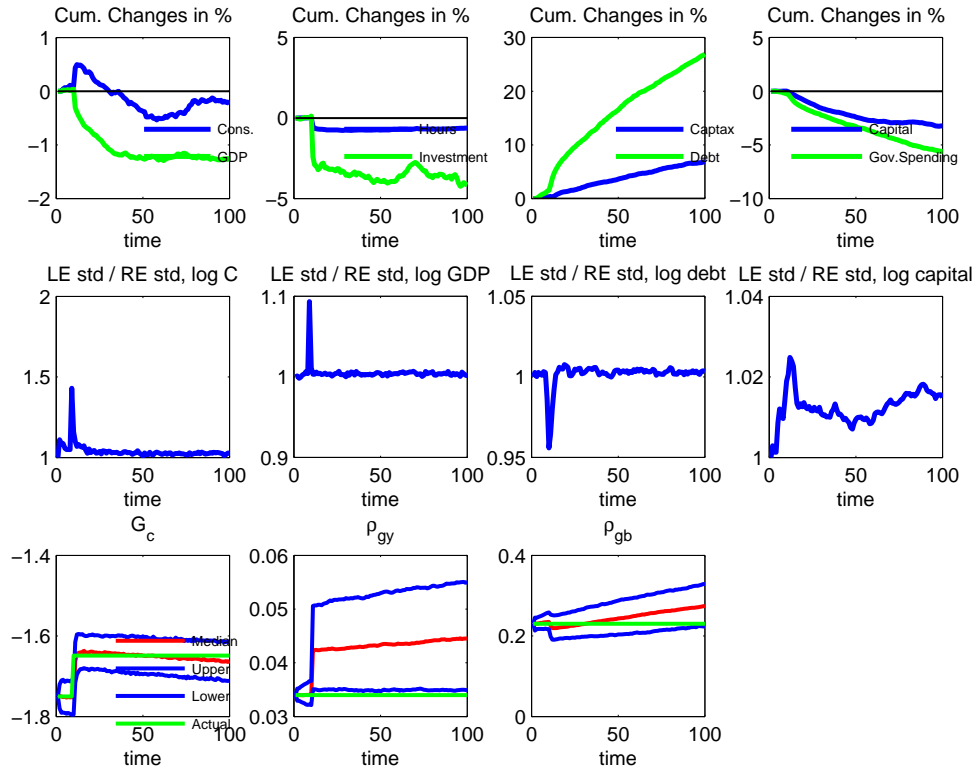 Cum. Changes in % Cum. Changes in % Cum. Changes in % Cum. Changes in %
1
0
−1
−2
Cons.
GDP
0 50 100
time
5
0
−5
Hours
Investment
0 50 100
time
30
20
10
0
Captax
Debt
0 50 100
time
5
0
−5
−10
Capital
Gov.Spending
0 50 100
time
LE std / RE std, log C LE std / RE std, log GDP LE std / RE std, log debt LE std / RE std, log capital
2
1.5
1
0 50 100
time
1.1
1
0.9
0 50 100
time
1.05
1
0.95
0 50 100
time
1.04
1.02
1
0 50 100
time
G_c
−1.4
−1.6
−1.8
Median
Upper
Lower
Actual
0 50 100
time
ρ_gy
0.06
0.05
0.04
0.03
0 50 100
time
ρ_gb
0.4
0.2
0
0 50 100
time